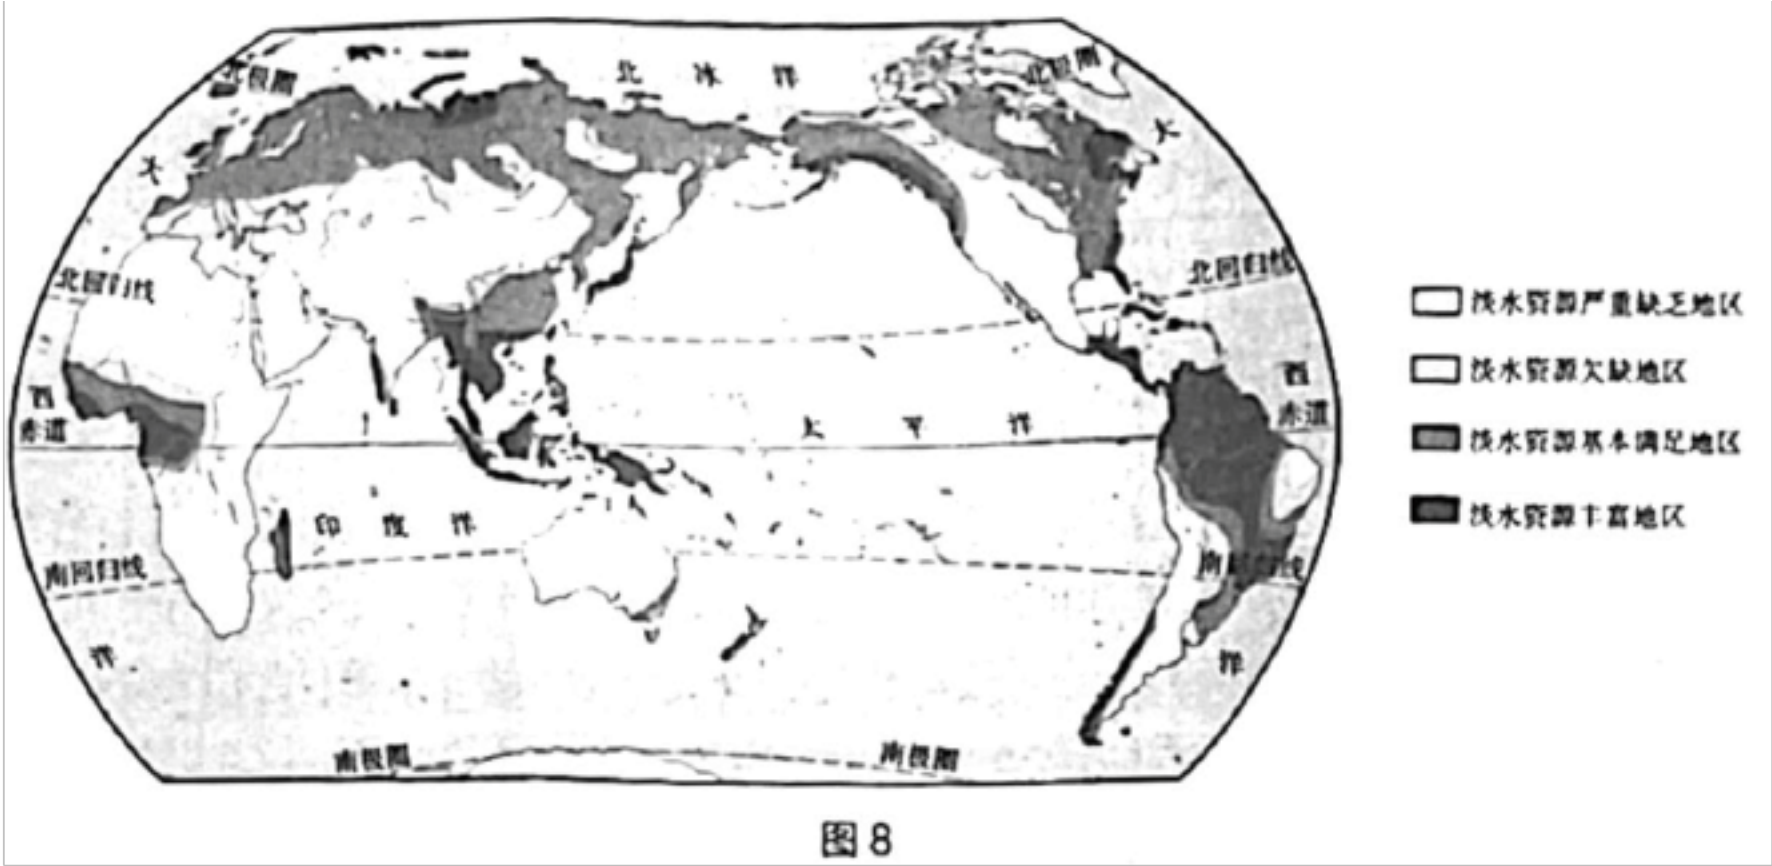 北极圈
北冰洋
北极圈
大
大
北回归线
北回归线
西
赤道
太平洋
西
赤道
印度洋
南回归线
南回归线
洋
洋
南极圈
南极圈
淡水资源严重缺乏地区
淡水资源欠缺地区
淡水资源基本满足地区
淡水资源丰富地区
图8